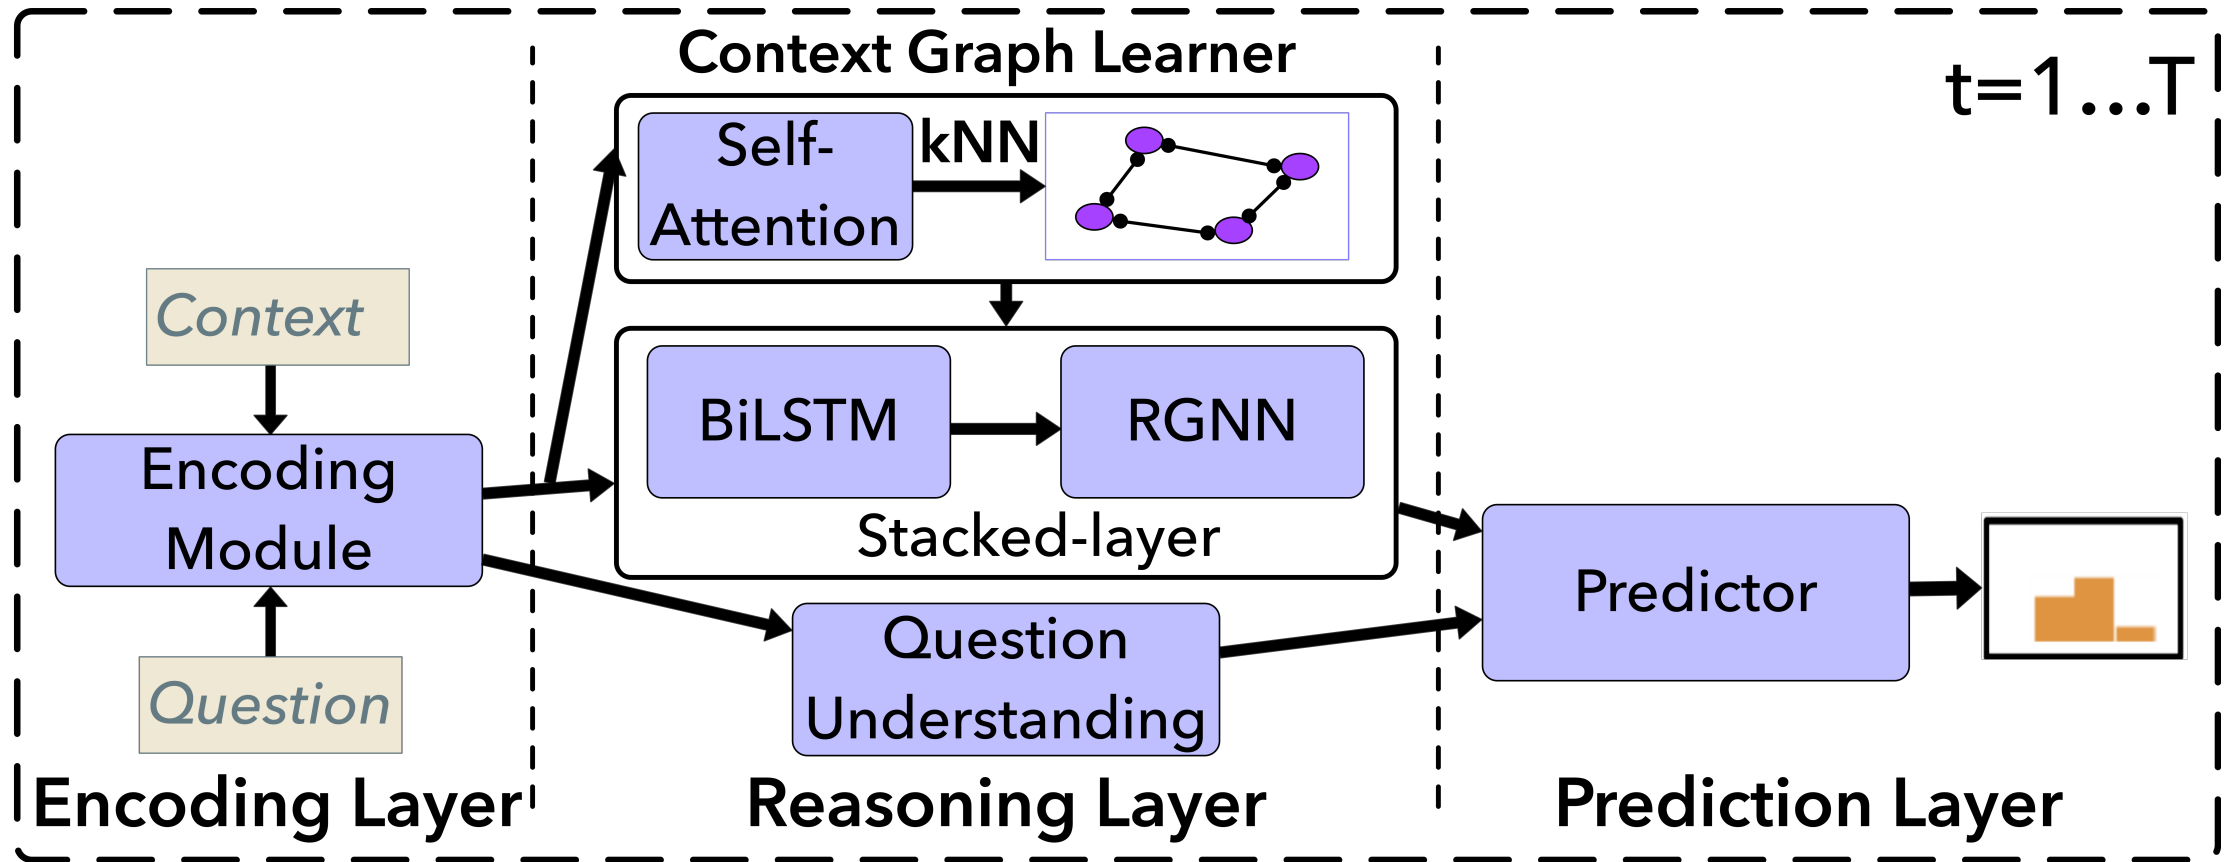 Context Graph Learner
t=1...T
Self-
Attention
kNN
Context
Encoding
Module
Question
BiLSTM
RGNN
Stacked-layer
Question
Understanding
Predictor
Encoding Layer
Reasoning Layer
Prediction Layer